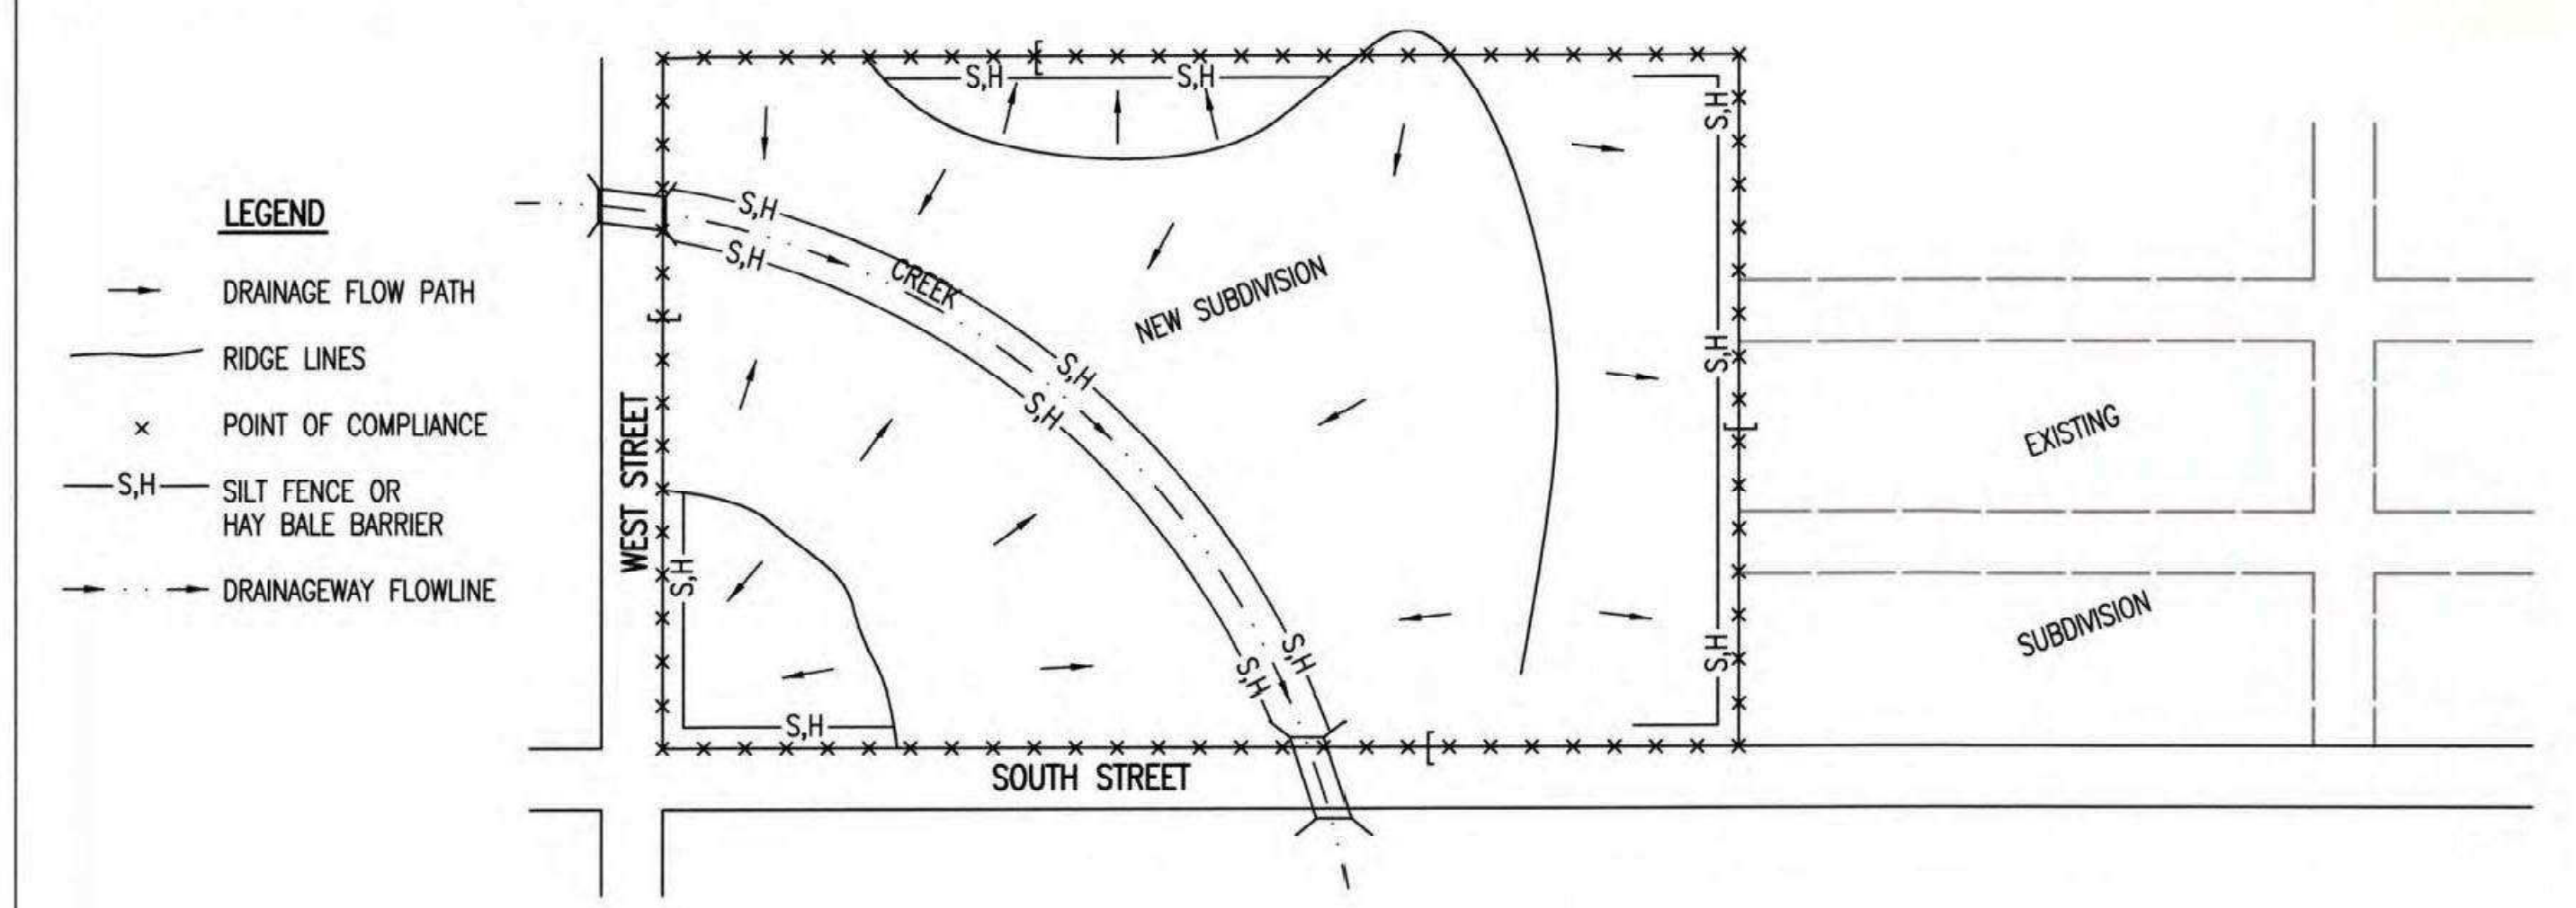 LEGEND
DRAINAGE FLOW PATH
RIDGE LINES
× POINT OF COMPLIANCE
S,H SILT FENCE OR
HAY BALE BARRIER
DRAINAGEWAY FLOWLINE
S,H
S,H
S,H
S,H
CREEK
NEW SUBDIVISION
S,H
S,H
S,H
S,H
S,H
S,H
S,H
S,H
S,H
WEST STREET
SOUTH STREET
EXISTING
SUBDIVISION